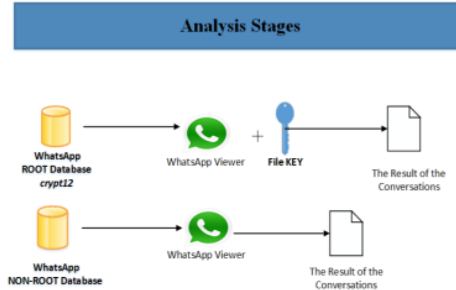 Analysis Stages
WhatsApp
ROOT Database
crypt12
WhatsApp Viewer
+
File KEY
The Result of the
Conversations
WhatsApp
NON-ROOT Database
WhatsApp Viewer
The Result of the
Conversations